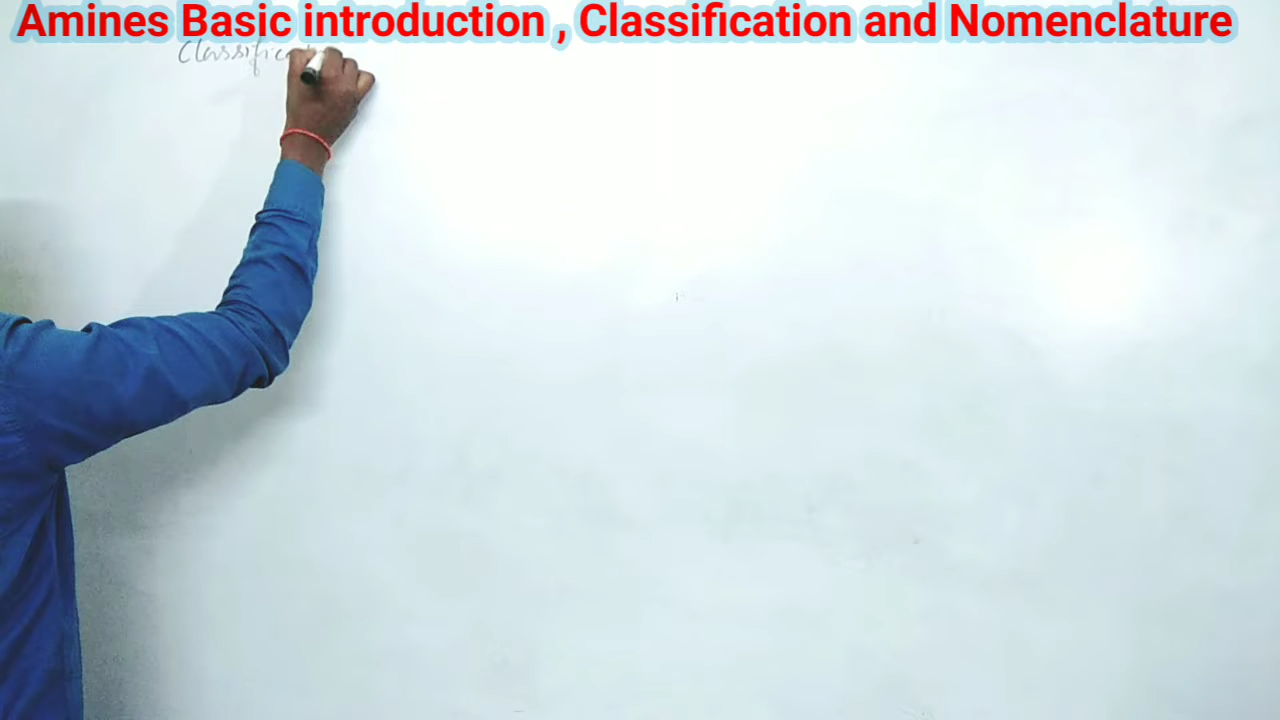 Amines Basic introduction , Classification and Nomenclature